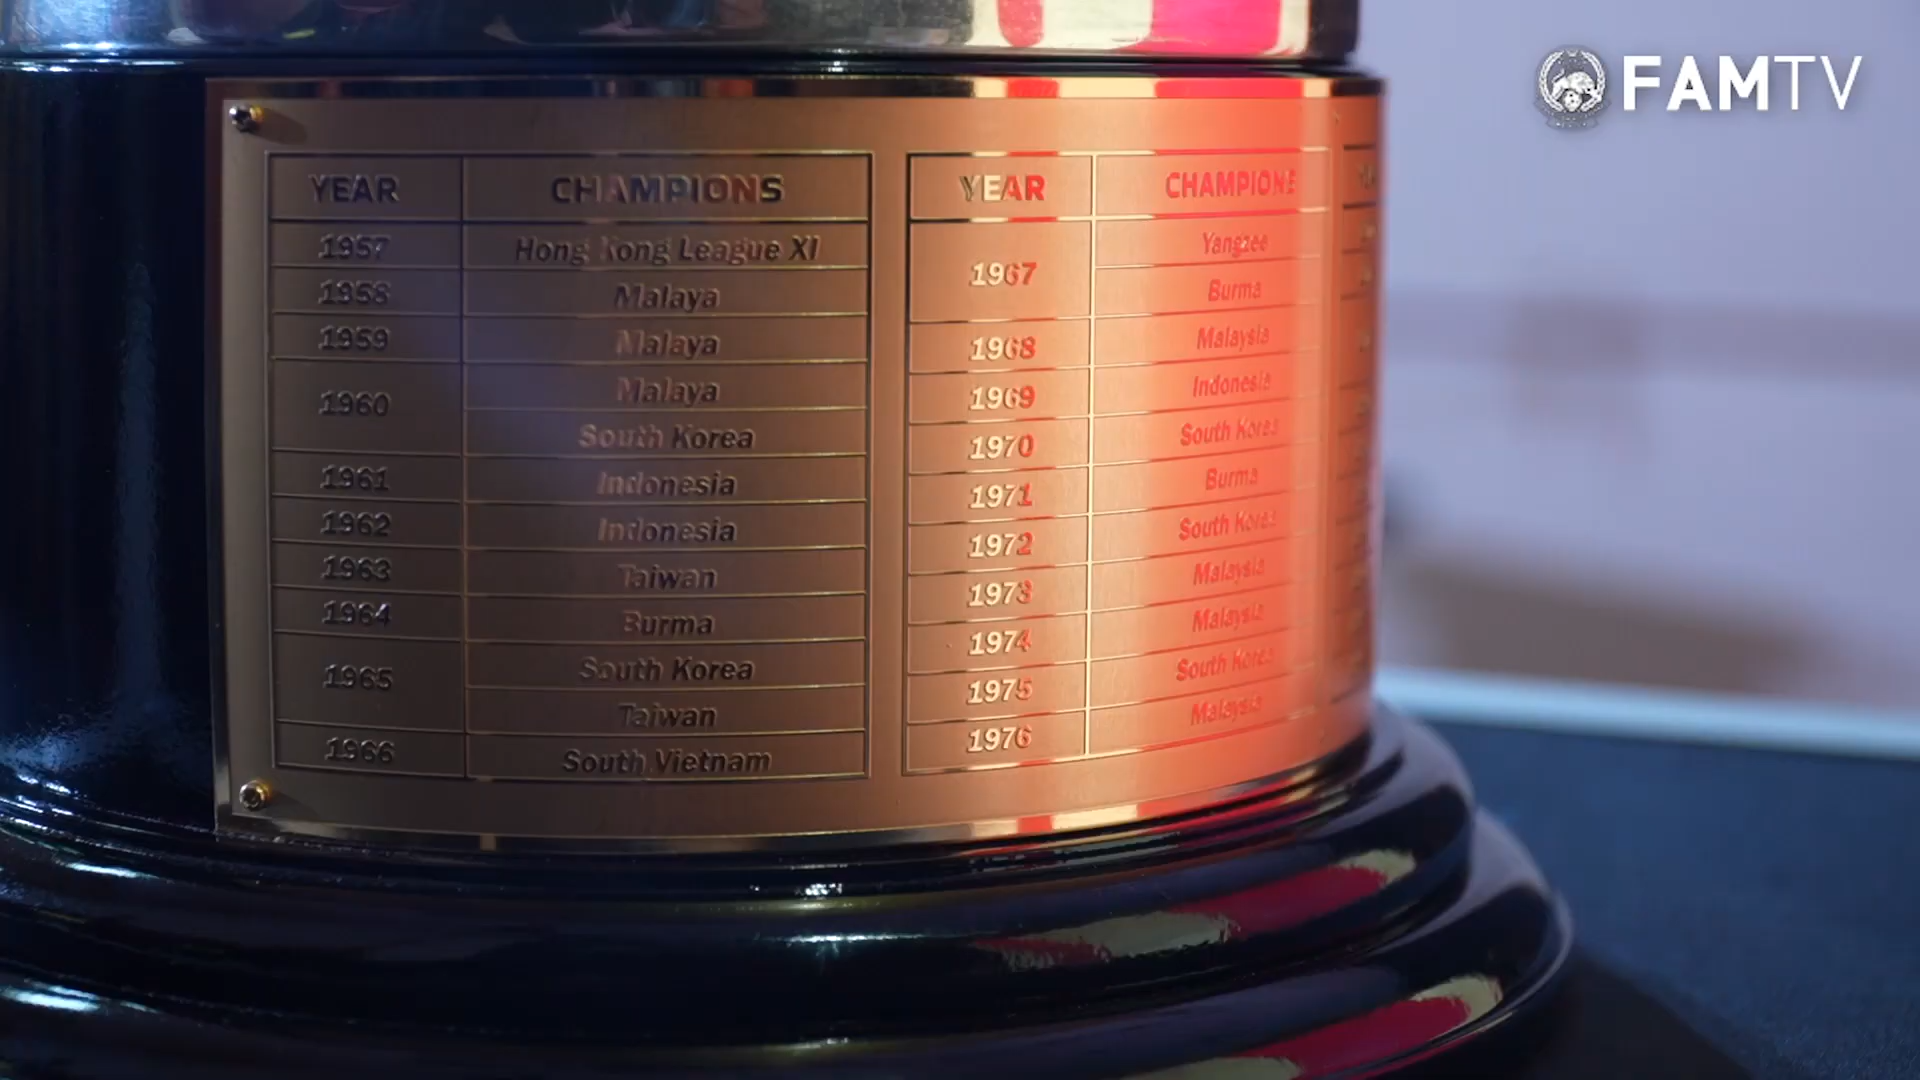 FAMTV
YEAR CHAMPIONS
1957 Hong Kong League XI
1958 Malaya
1959 Malaya
1960 Malaya
South Korea
1961 Indonesia
1962 Indonesia
1963 Taiwan
1964 Burma
1965 South Korea
Taiwan
1966 South Vietnam
YEAR CHAMPIONS
1967 Yangzee
Burma
1968 Malaysia
1969 Indonesia
1970 South Korea
1971 Burma
1972 South Korea
1973 Malaysia
1974 Malaysia
1975 South Korea
1976 Malaysia